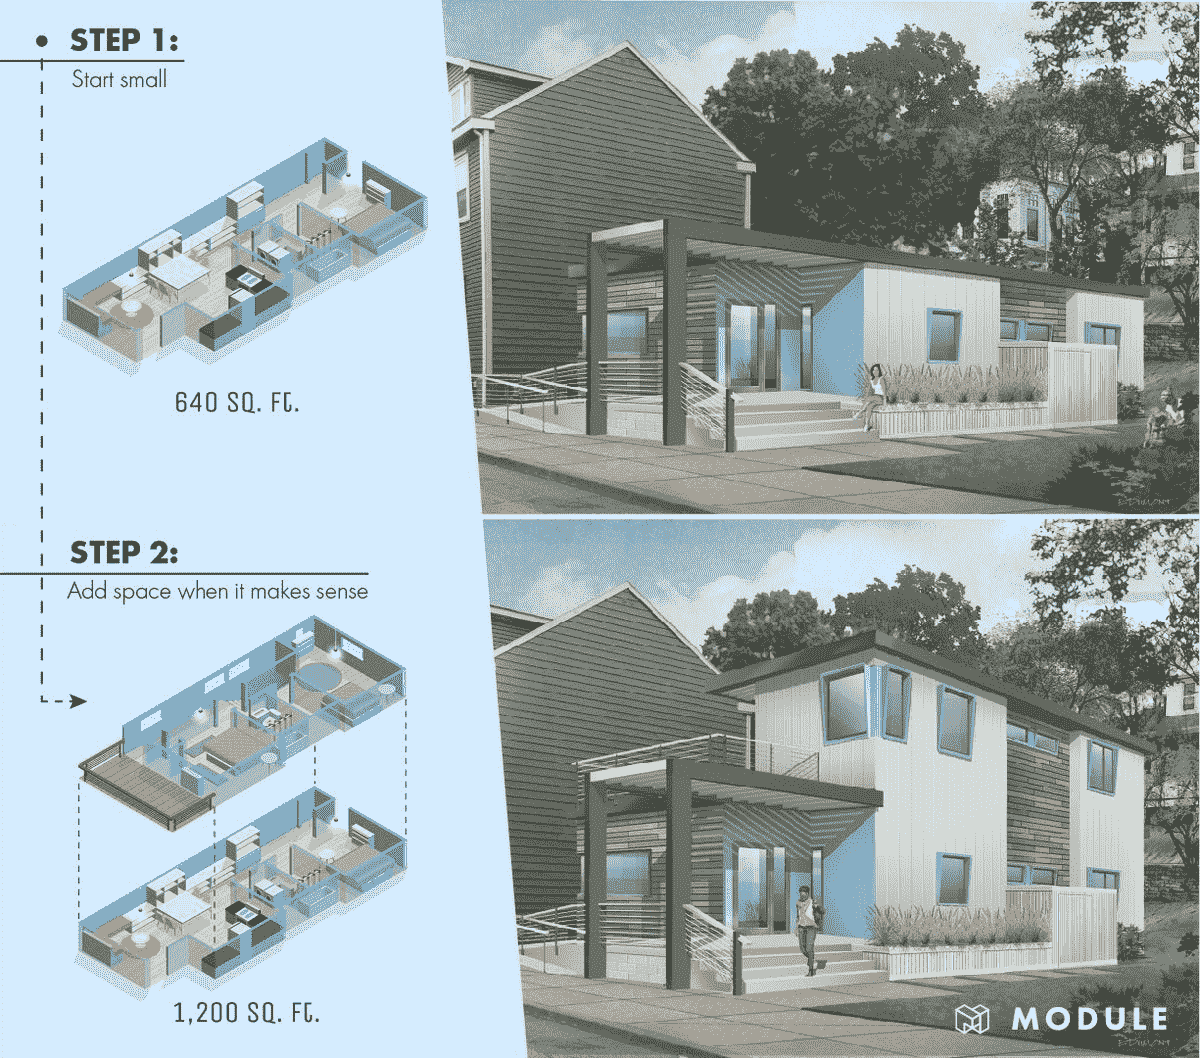 STEP 1:
Start small
640 SQ. Ft.
STEP 2:
Add space when it makes sense
1,200 SQ. Ft.
MODULE